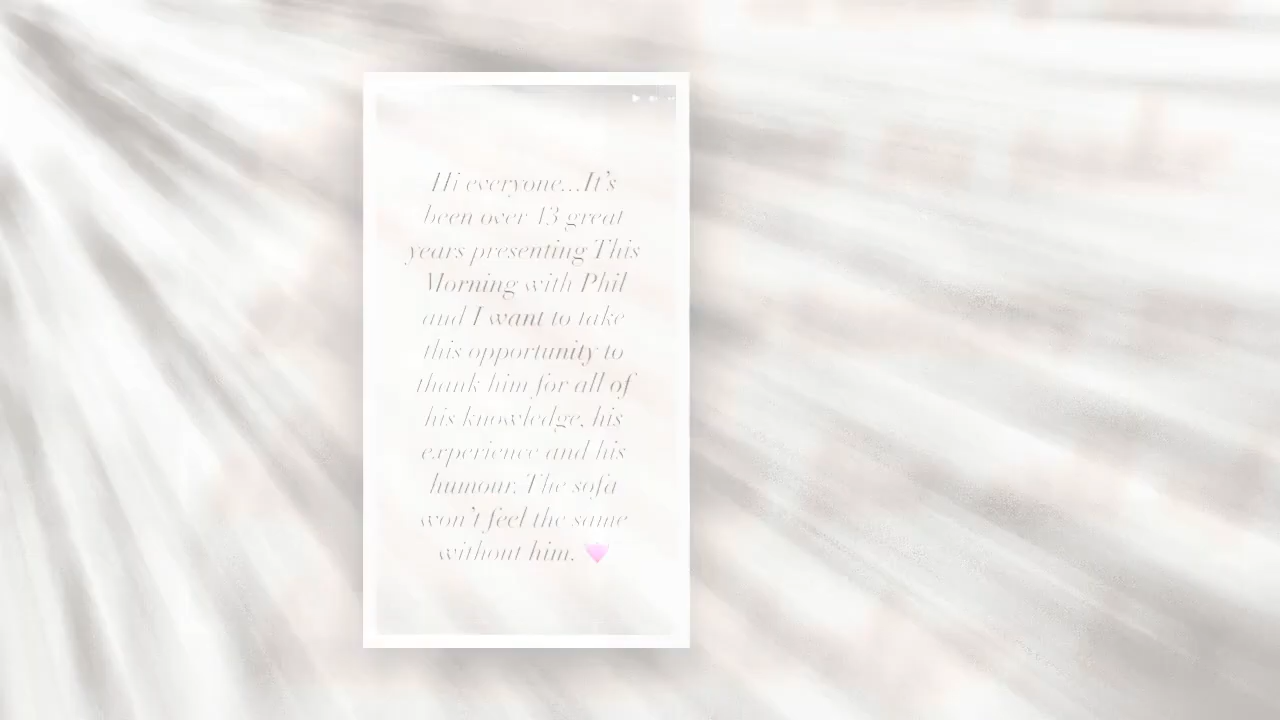 Hi everyone...It's
been over 13 great
years presenting This
Morning with Phil
and I want to take
this opportunity to
thank him for all of
his knowledge, his
experience and his
humour. The sofa
won't feel the same
without him. 🩷